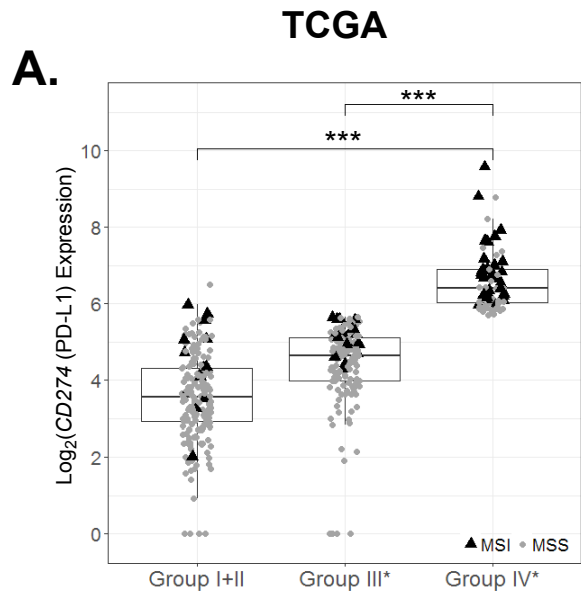 TCGA
A.
***
***
Log₂(CD274 (PD-L1) Expression)
10
8
6
4
2
0
MSI MSS
Group I+II Group III* Group IV*